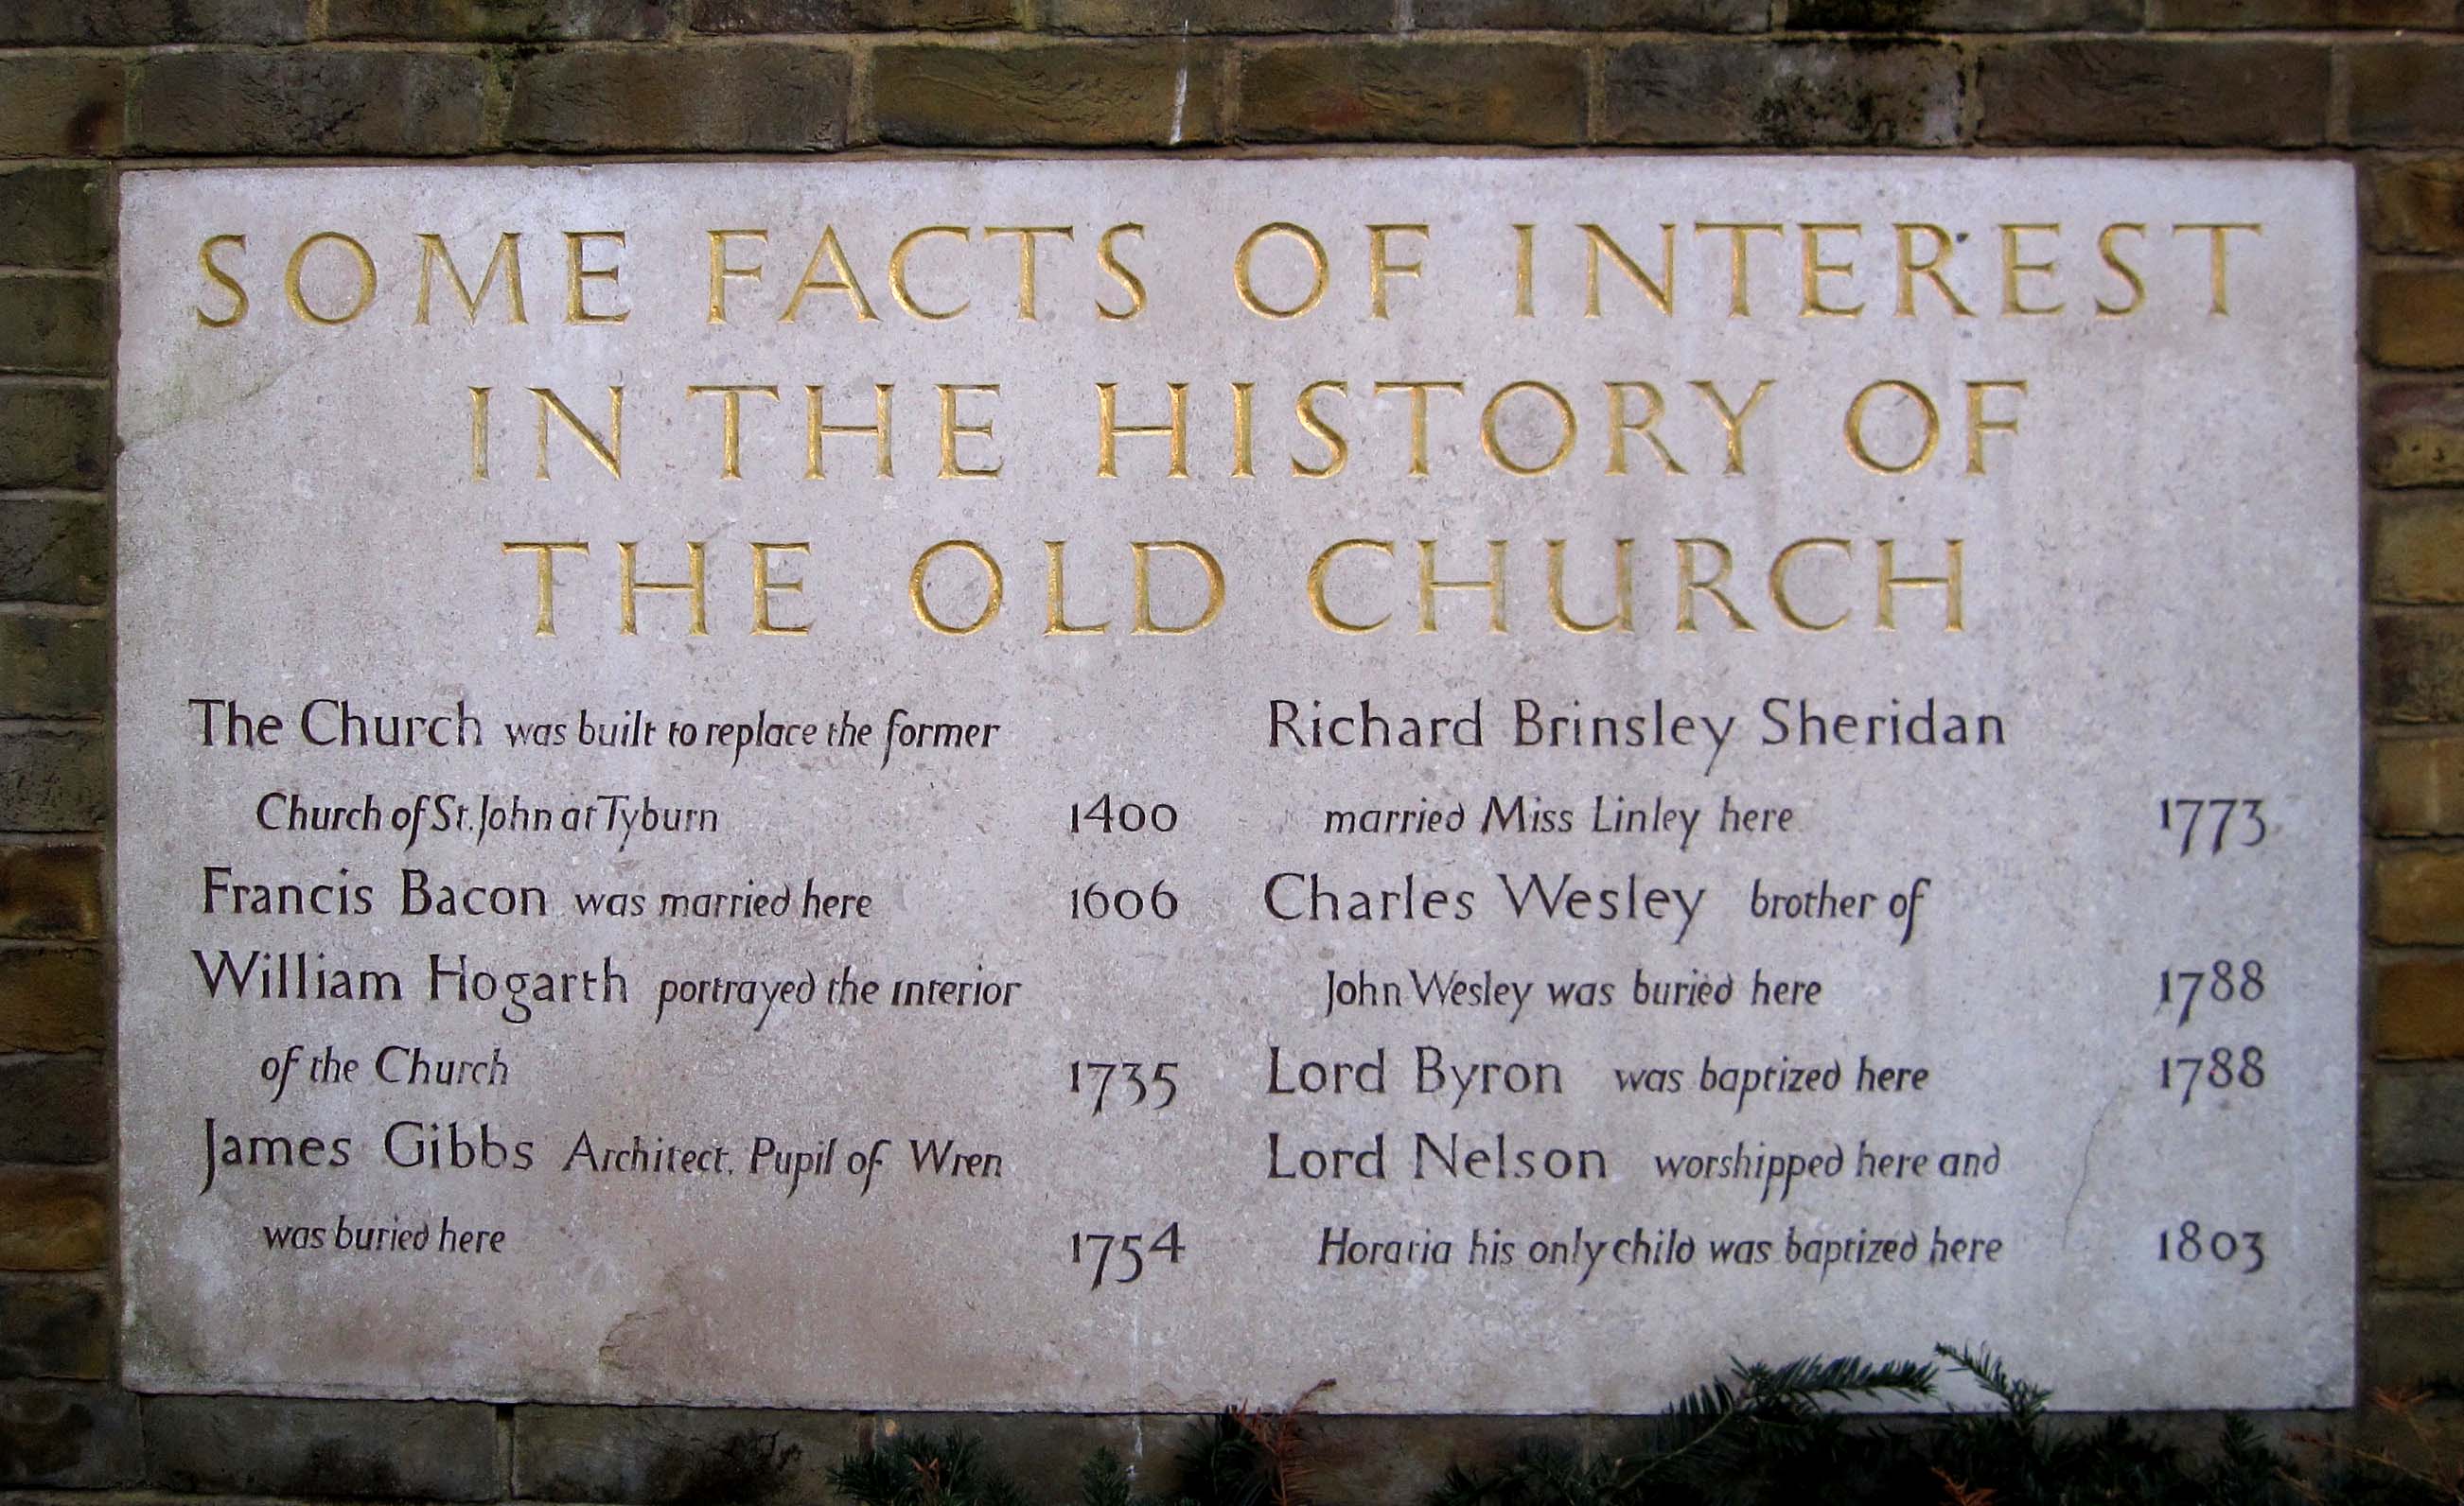 SOME FACTS OF INTEREST
IN THE HISTORY OF
THE OLD CHURCH
The Church was built to replace the former
Church of St. John at Tyburn 1400
Francis Bacon was married here 1606
William Hogarth portrayed the interior
of the Church 1735
James Gibbs Architect. Pupil of Wren
was buried here 1754
Richard Brinsley Sheridan
married Miss Linley here 1773
Charles Wesley brother of
John Wesley was buried here 1788
Lord Byron was baptized here 1788
Lord Nelson worshipped here and
Horatia his only child was baptized here 1803